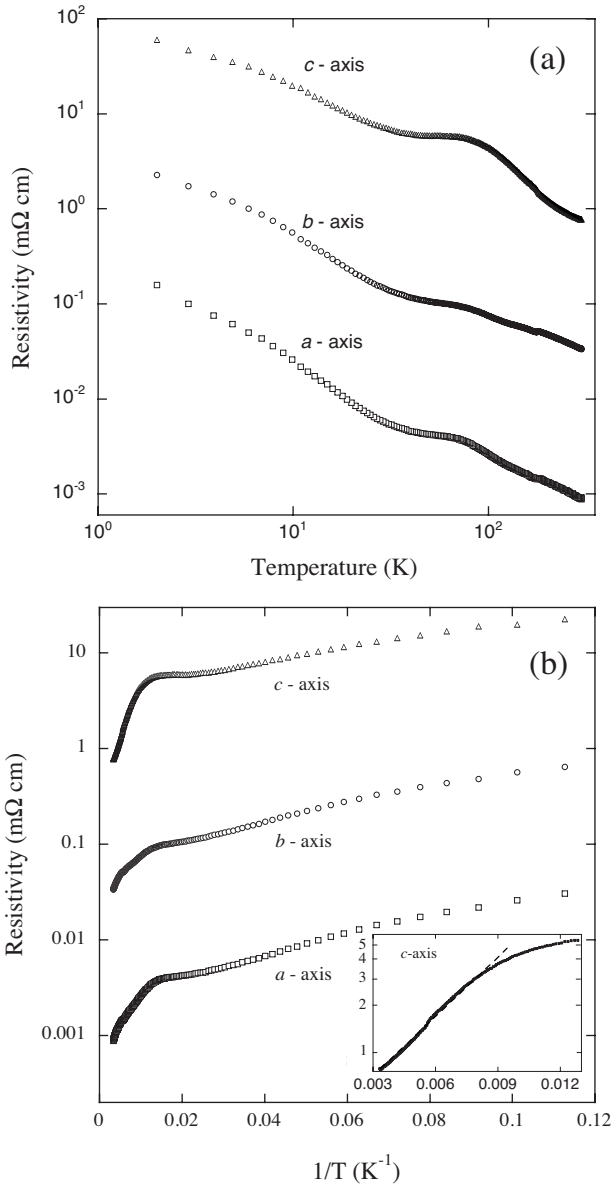 (a)
10²
10¹
10⁰
10⁻¹
10⁻²
10⁻³
Resistivity (mΩ cm)
c - axis
b - axis
a - axis
10⁰ 10¹ 10²
Temperature (K)
(b)
10
1
0.1
0.01
0.001
Resistivity (mΩ cm)
c - axis
b - axis
a - axis
c-axis
5
4
3
2
1
0.003 0.006 0.009 0.012
0 0.02 0.04 0.06 0.08 0.1 0.12
1/T (K⁻¹)